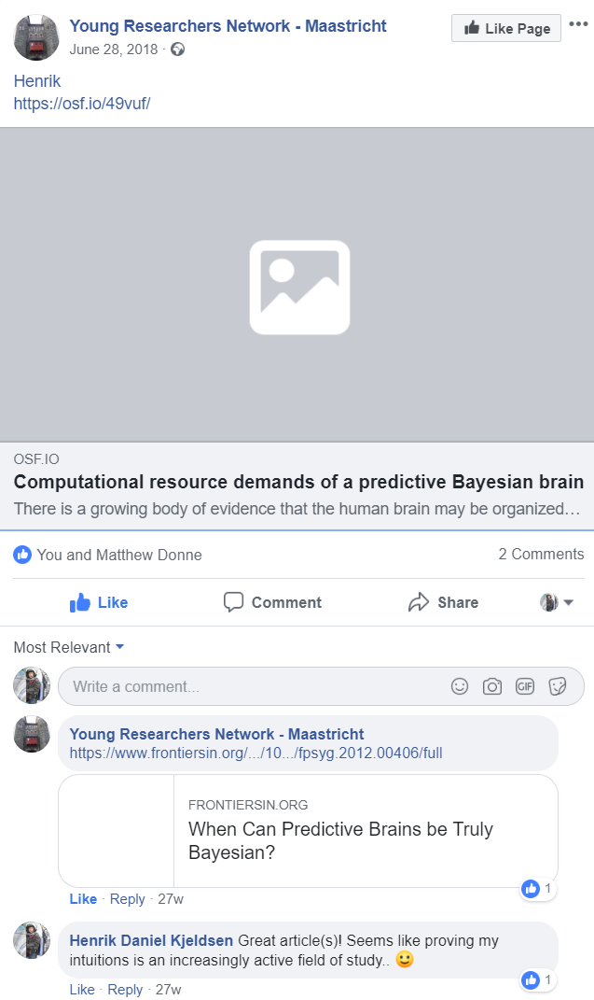 Young Researchers Network - Maastricht
Like Page
June 28, 2018 ·
Henrik
https://osf.io/49vuf/
OSF.IO
Computational resource demands of a predictive Bayesian brain
There is a growing body of evidence that the human brain may be organized…
You and Matthew Donne
2 Comments
Like
Comment
Share
Most Relevant
Write a comment...
GIF
Young Researchers Network - Maastricht
https://www.frontiersin.org/.../10.../fpsyg.2012.00406/full
FRONTIERSIN.ORG
When Can Predictive Brains be Truly
Bayesian?
1
Like · Reply · 27w
Henrik Daniel Kjeldsen Great article(s)! Seems like proving my
intuitions is an increasingly active field of study..
1
Like · Reply · 27w